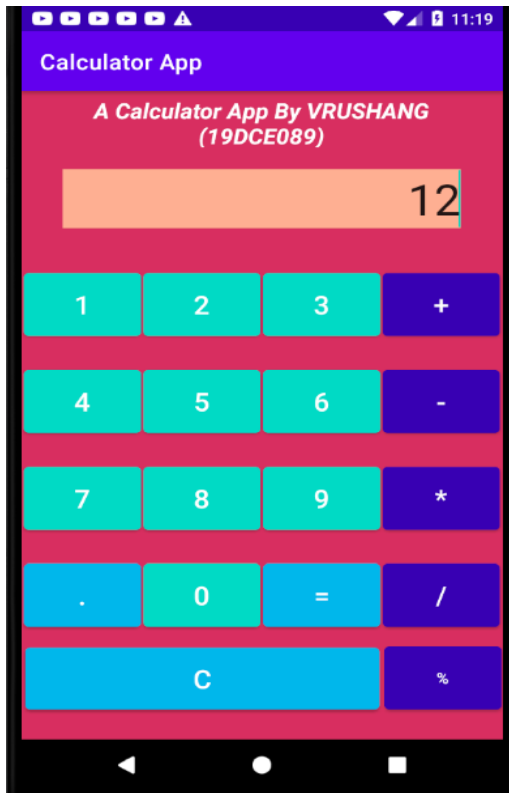 11:19
Calculator App
A Calculator App By VRUSHANG
(19DCE089)
12
1 2 3 +
4 5 6 -
7 8 9 *
. 0 = /
C %